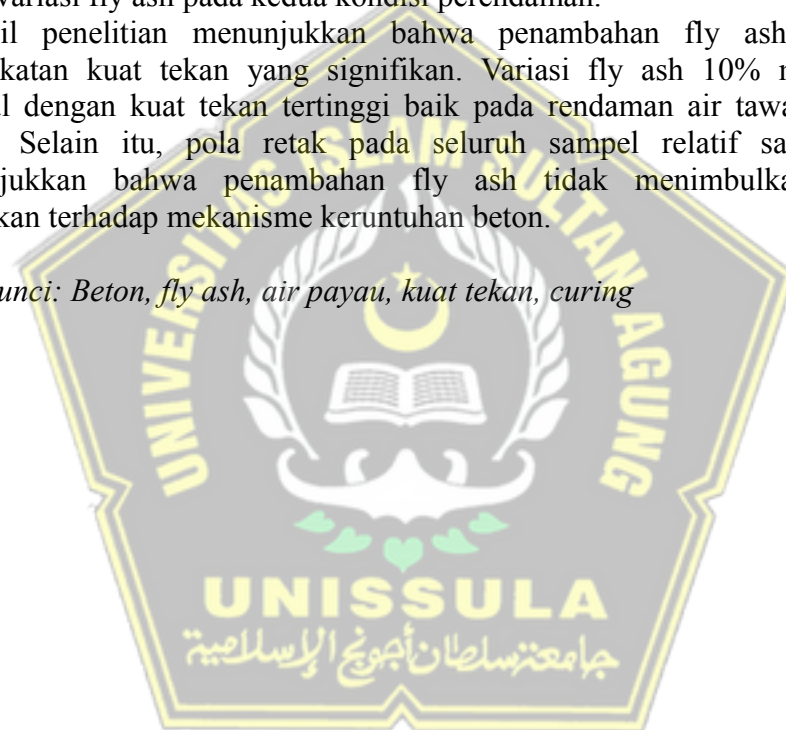 variasi fly ash pada kedua kondisi perendaman.
il penelitian menunjukkan bahwa penambahan fly ash
katan kuat tekan yang signifikan. Variasi fly ash 10%
l dengan kuat tekan tertinggi baik pada rendaman air tawa
Selain itu, pola retak pada seluruh sampel relatif sa
jukkan bahwa penambahan fly ash tidak menimbulka
kan terhadap mekanisme keruntuhan beton.
unci: Beton, fly ash, air payau, kuat tekan, curing
UNIVERSITAS ISLAM SULTAN AGUNG
UNISSULA
جامعتسلطان أجونج الإسلامية